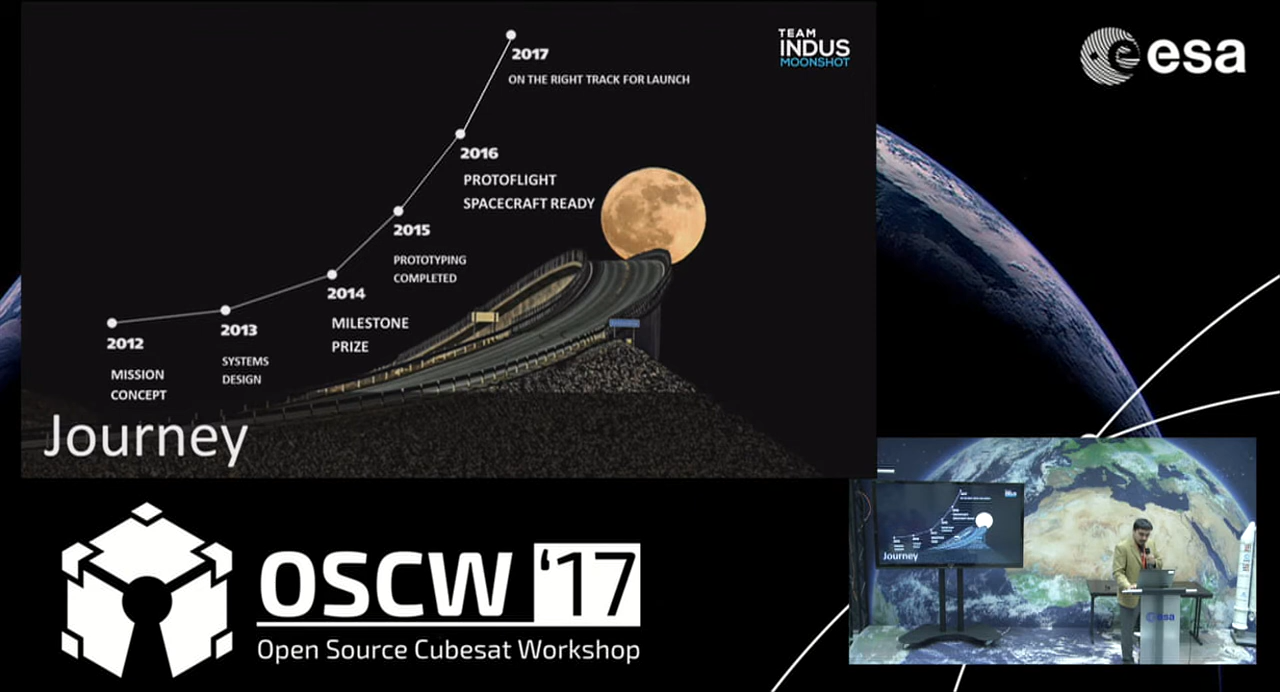 TEAM
INDUS
MOONSHOT
esa
2017
ON THE RIGHT TRACK FOR LAUNCH
2016
PROTOFLIGHT
SPACECRAFT READY
2015
PROTOTYPING
COMPLETED
2014
MILESTONE
PRIZE
2013
SYSTEMS
DESIGN
2012
MISSION
CONCEPT
Journey
OSCW '17
Open Source Cubesat Workshop
Journey
esa